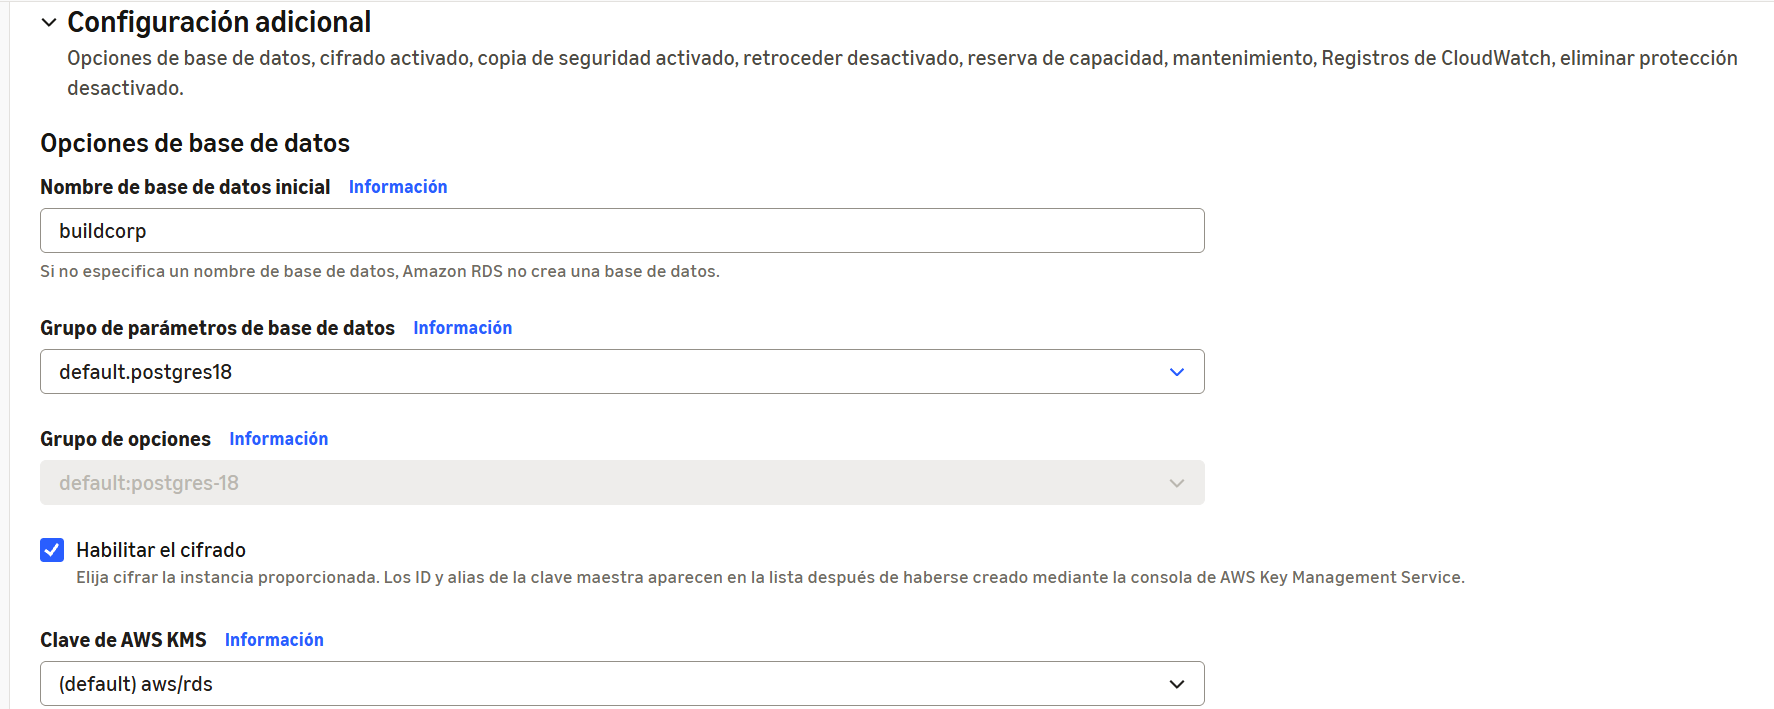 Configuración adicional
Opciones de base de datos, cifrado activado, copia de seguridad activado, retroceder desactivado, reserva de capacidad, mantenimiento, Registros de CloudWatch, eliminar protección
desactivado.
Opciones de base de datos
Nombre de base de datos inicial Información
buildcorp
Si no especifica un nombre de base de datos, Amazon RDS no crea una base de datos.
Grupo de parámetros de base de datos Información
default.postgres18
Grupo de opciones Información
default:postgres-18
Habilitar el cifrado
Elija cifrar la instancia proporcionada. Los ID y alias de la clave maestra aparecen en la lista después de haberse creado mediante la consola de AWS Key Management Service.
Clave de AWS KMS Información
(default) aws/rds